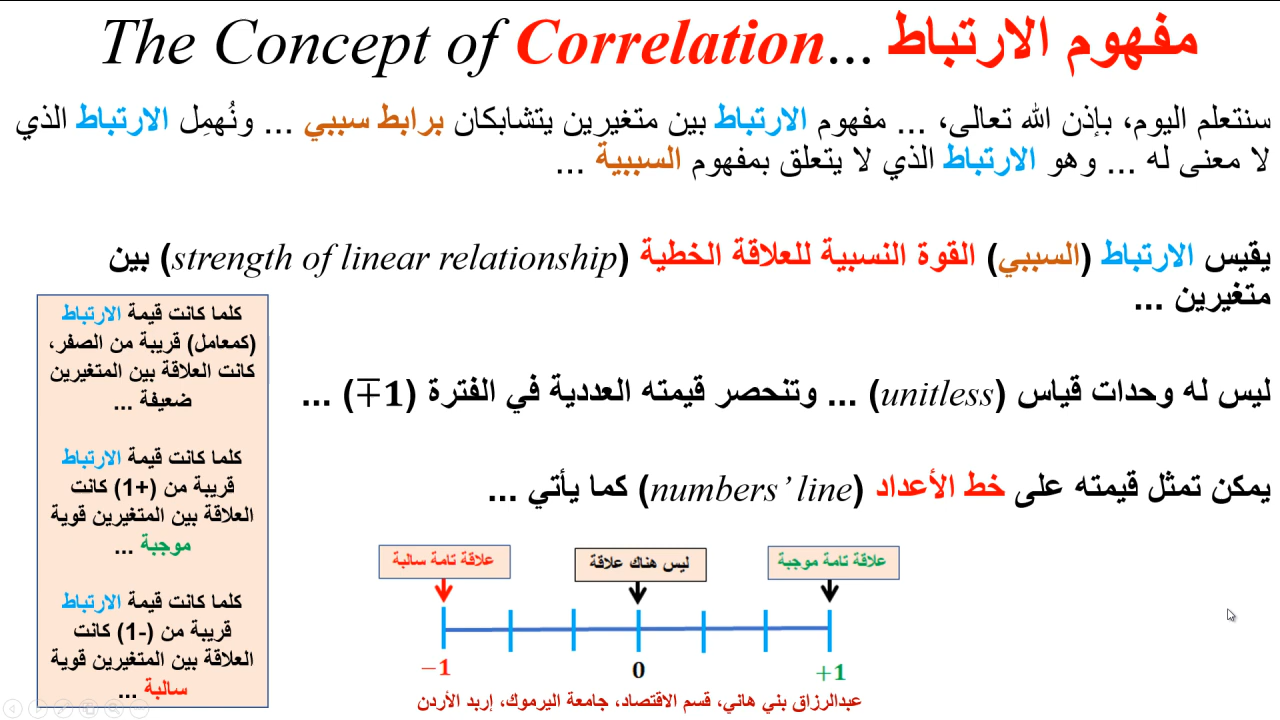 The Concept of Correlation... مفهوم الارتباط
سنتعلم اليوم، بإذن الله تعالى، ... مفهوم الارتباط بين متغيرين يتشابكان برابط سببي ... ونُهمِل الارتباط الذي
لا معنى له ... وهو الارتباط الذي لا يتعلق بمفهوم السببية ...
يقيس الارتباط (السببي) القوة النسبية للعلاقة الخطية (strength of linear relationship) بين
متغيرين ...
ليس له وحدات قياس (unitless) ... وتنحصر قيمته العددية في الفترة (∓1) ...
يمكن تمثل قيمته على خط الأعداد (numbers' line) كما يأتي ...
كلما كانت قيمة الارتباط
(كمعامل) قريبة من الصفر،
كانت العلاقة بين المتغيرين
ضعيفة ...
كلما كانت قيمة الارتباط
قريبة من (+1) كانت
العلاقة بين المتغيرين قوية
موجبة ...
كلما كانت قيمة الارتباط
قريبة من (-1) كانت
العلاقة بين المتغيرين قوية
سالبة ...
علاقة تامة موجبة
ليس هناك علاقة
علاقة تامة سالبة
−1
0
+1
عبدالرزاق بني هاني، قسم الاقتصاد، جامعة اليرموك، إربد الأردن